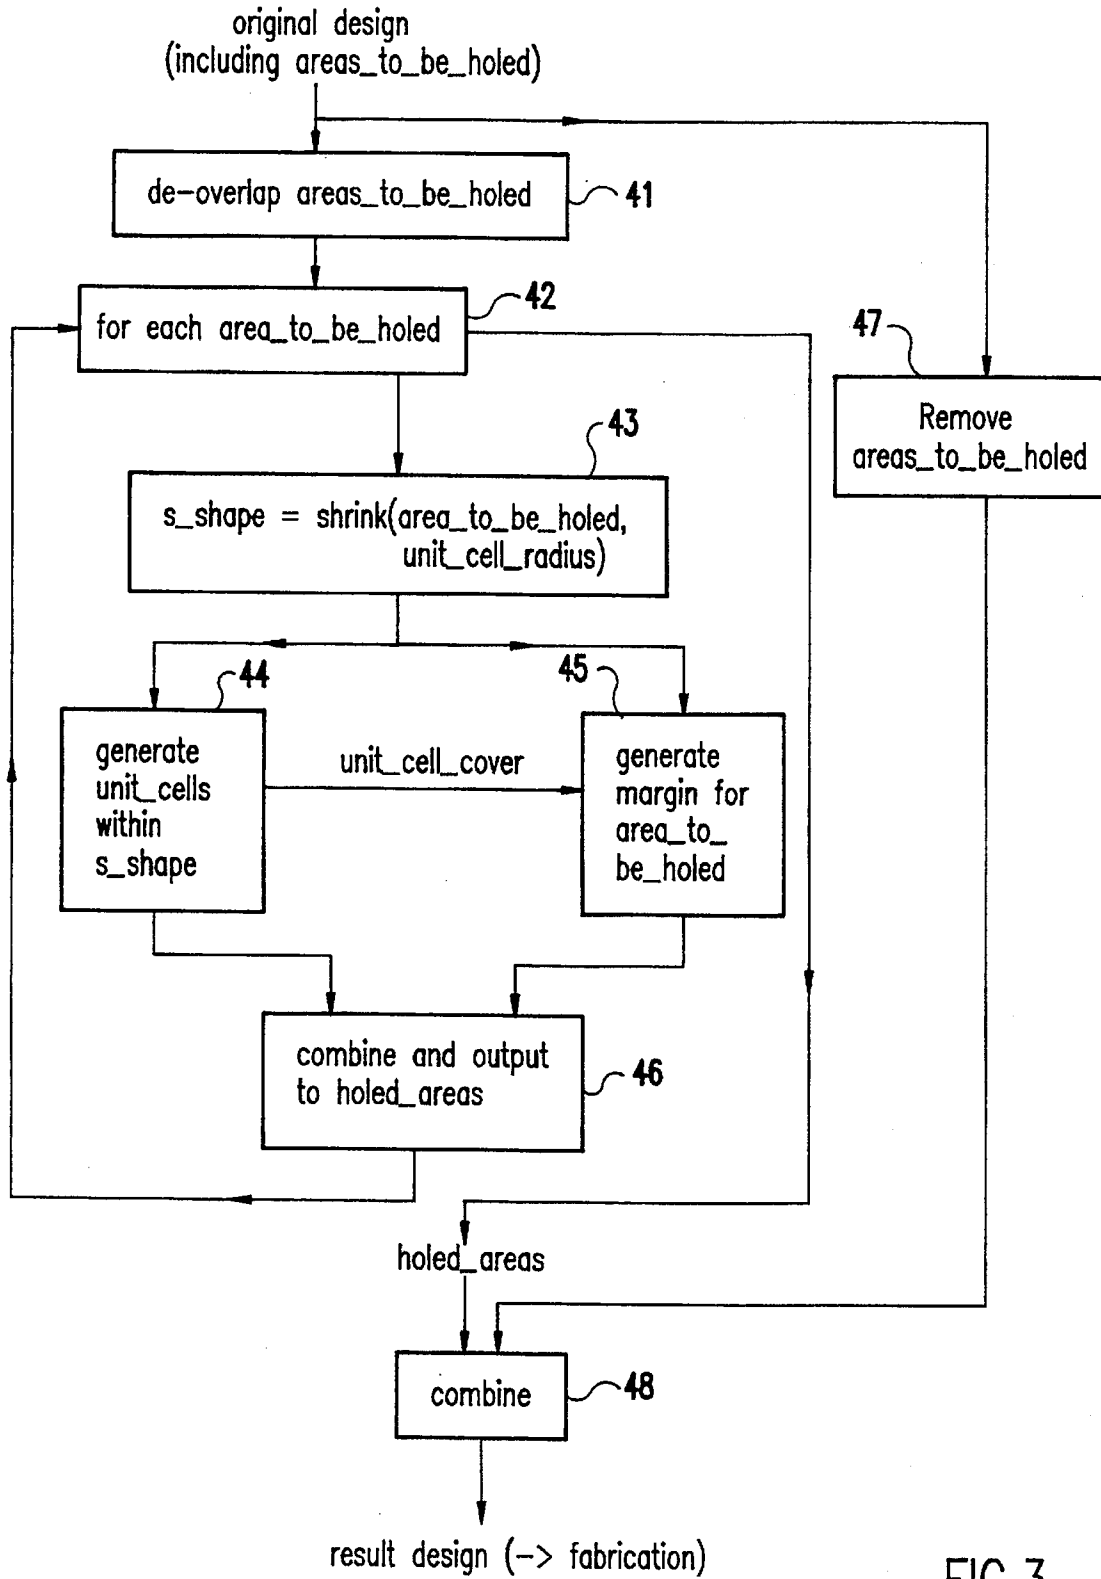 original design
(including areas_to_be_holed)
de-overlap areas_to_be_holed
41
for each area_to_be_holed
42
47
Remove
areas_to_be_holed
43
s_shape = shrink(area_to_be_holed,
unit_cell_radius)
44
generate
unit_cells
within
s_shape
unit_cell_cover
45
generate
margin for
area_to_
be_holed
combine and output
to holed_areas
46
holed_areas
combine
48
result design (-> fabrication)
FIG.3